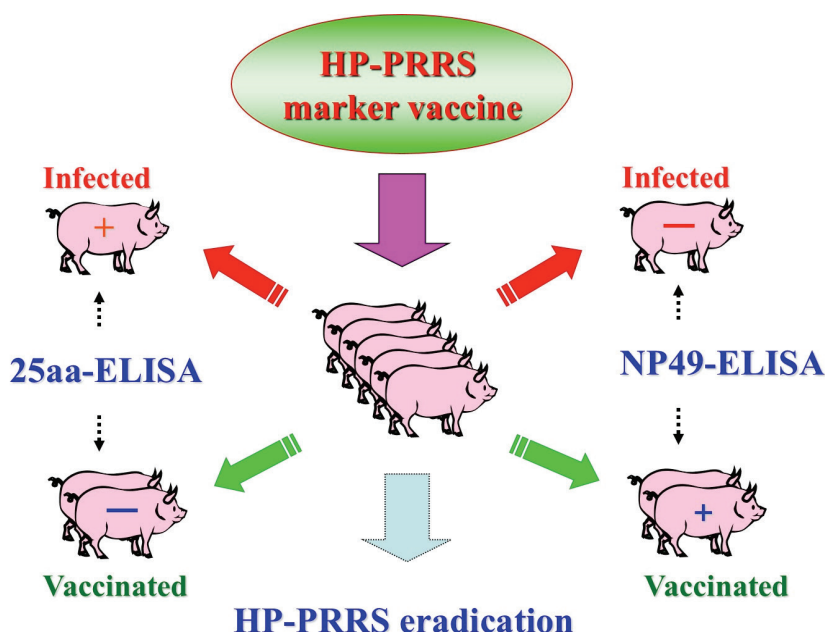 HP-PRRS
marker vaccine
Infected
+
25aa-ELISA
—
Vaccinated
Infected
—
NP49-ELISA
+
Vaccinated
HP-PRRS eradication